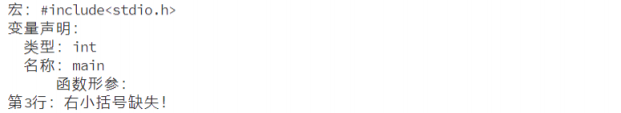 宏: #include<stdio.h>
变量声明:
类型: int
名称: main
函数形参:
第3行: 右小括号缺失!